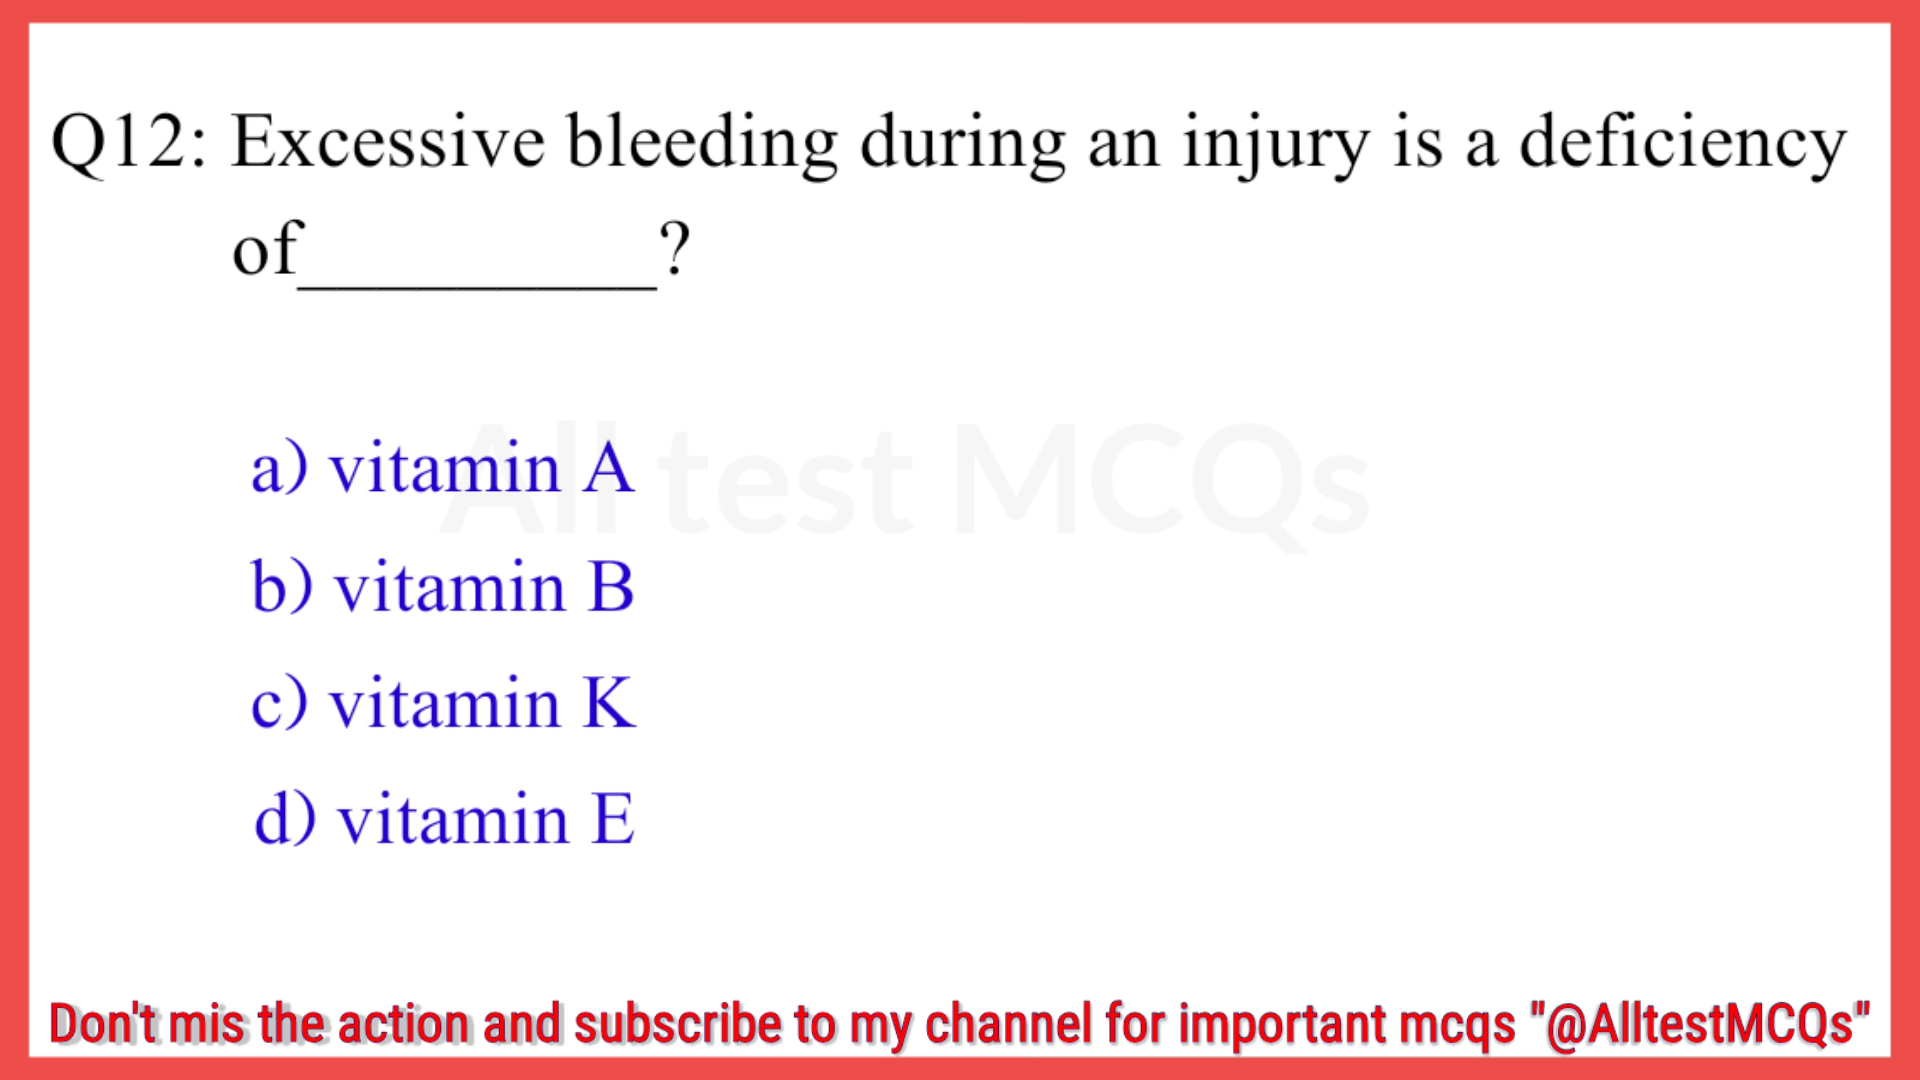 Q12: Excessive bleeding during an injury is a deficiency
of_________?
All test MCQs
a) vitamin A
b) vitamin B
c) vitamin K
d) vitamin E
Don't mis the action and subscribe to my channel for important mcqs "@AlltestMCQs"